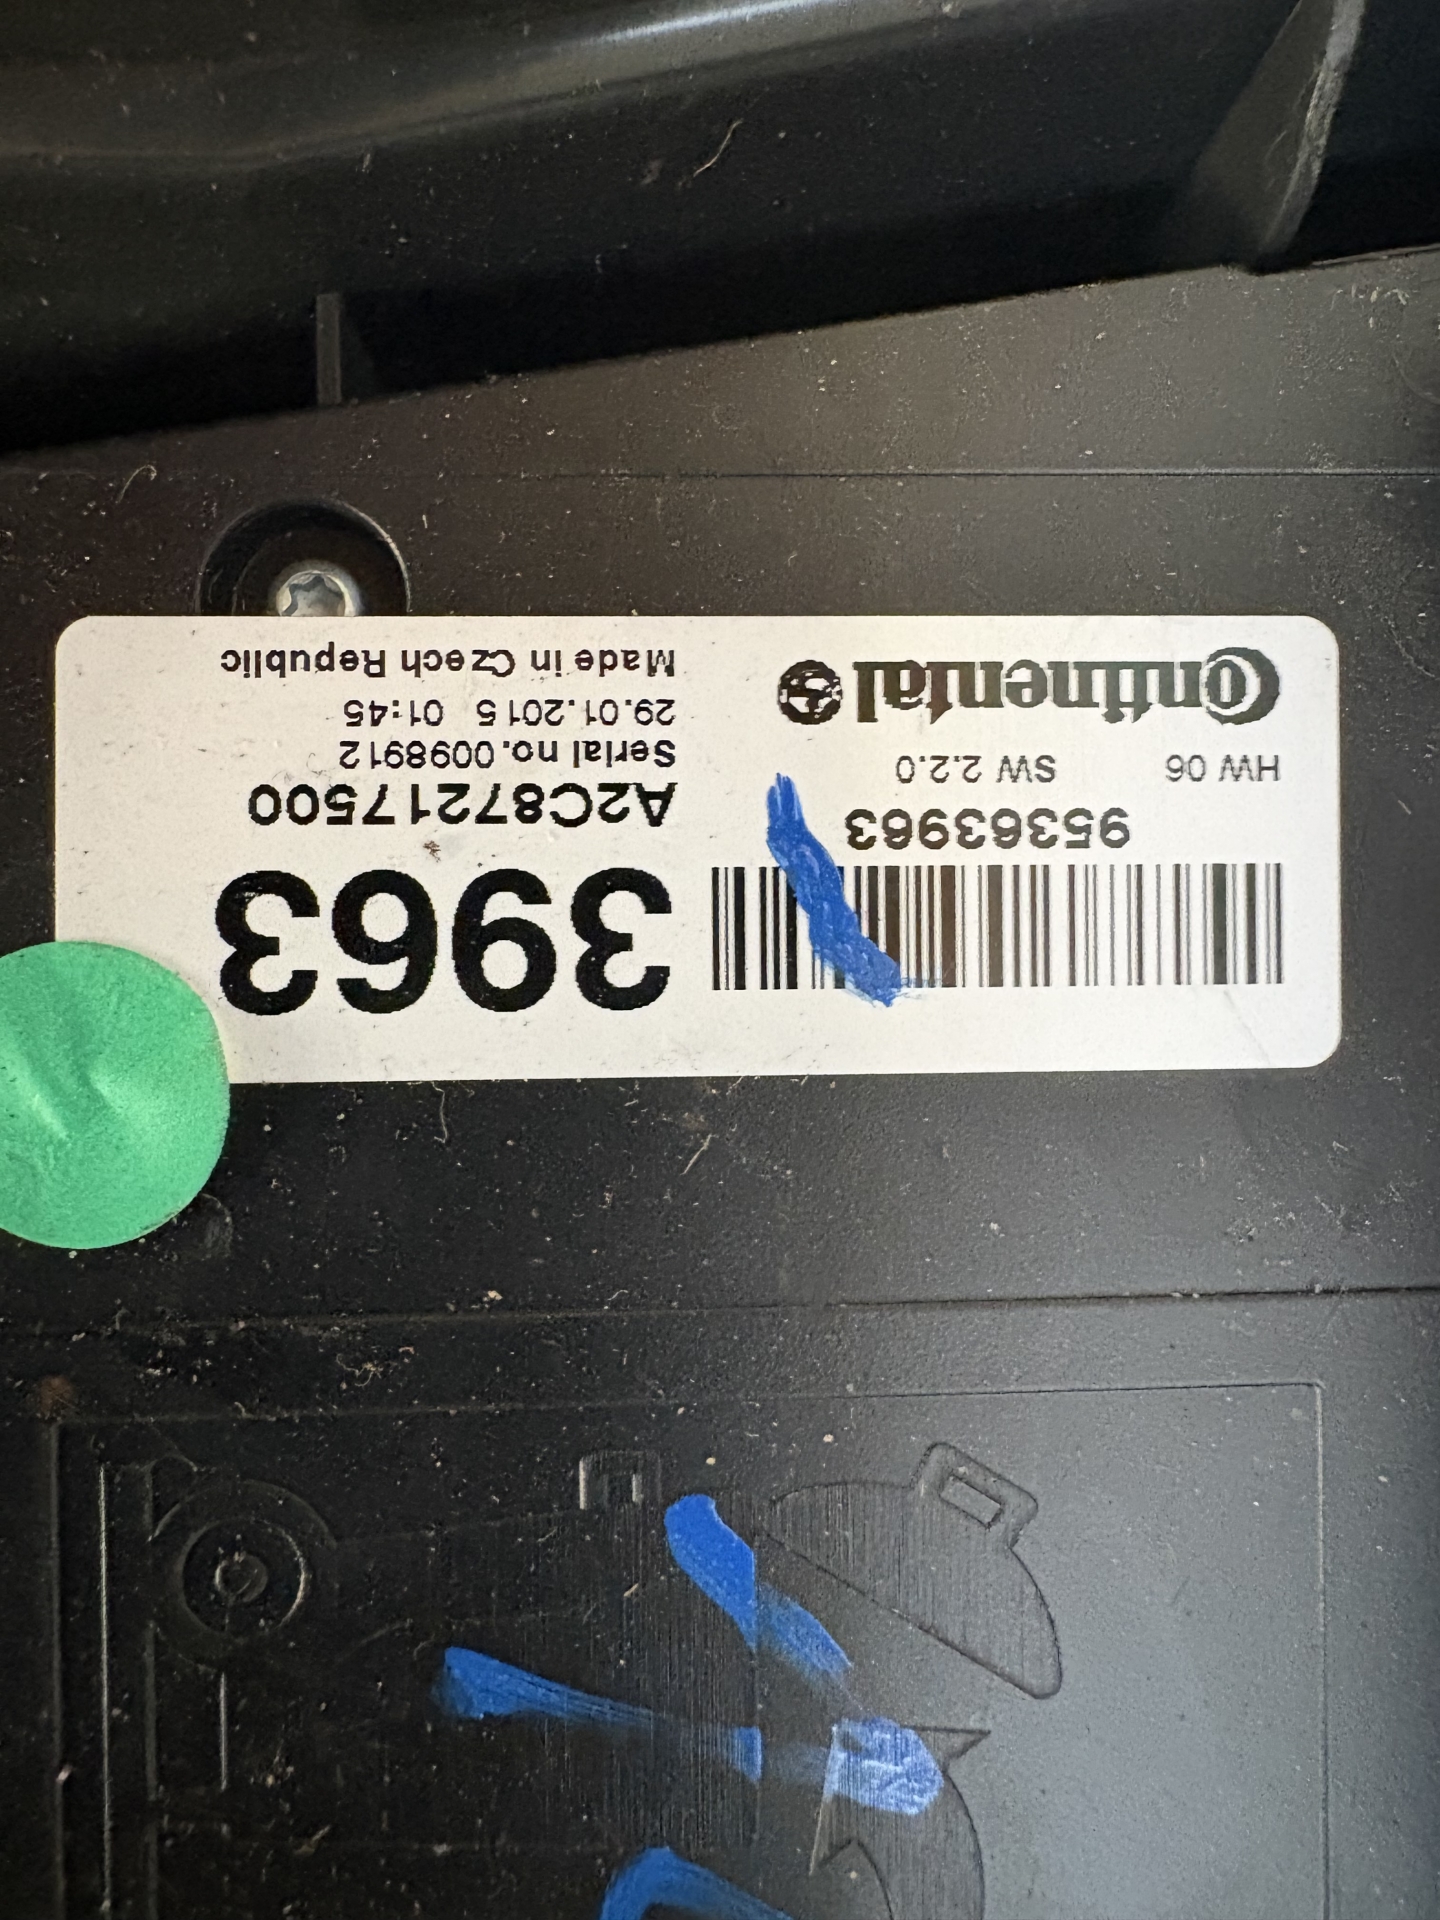 3963
A2C87217500
Serial no.0098912
29.01.2015 01:45
Made in Czech Republic
95363963
HW 06 SW 2.2.0
Continental